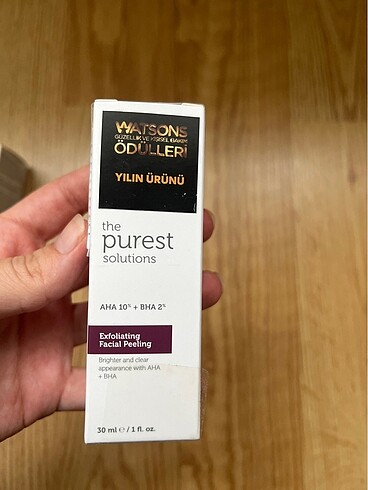 WATSONS
GÜZELLİK VE KİŞİSEL BAKIM
ÖDÜLLERİ
YILIN ÜRÜNÜ
the
purest
solutions
AHA 10% + BHA 2%
Exfoliating
Facial Peeling
Brighter and clear
appearance with AHA
+ BHA
30 ml ℮ / 1 fl. oz.